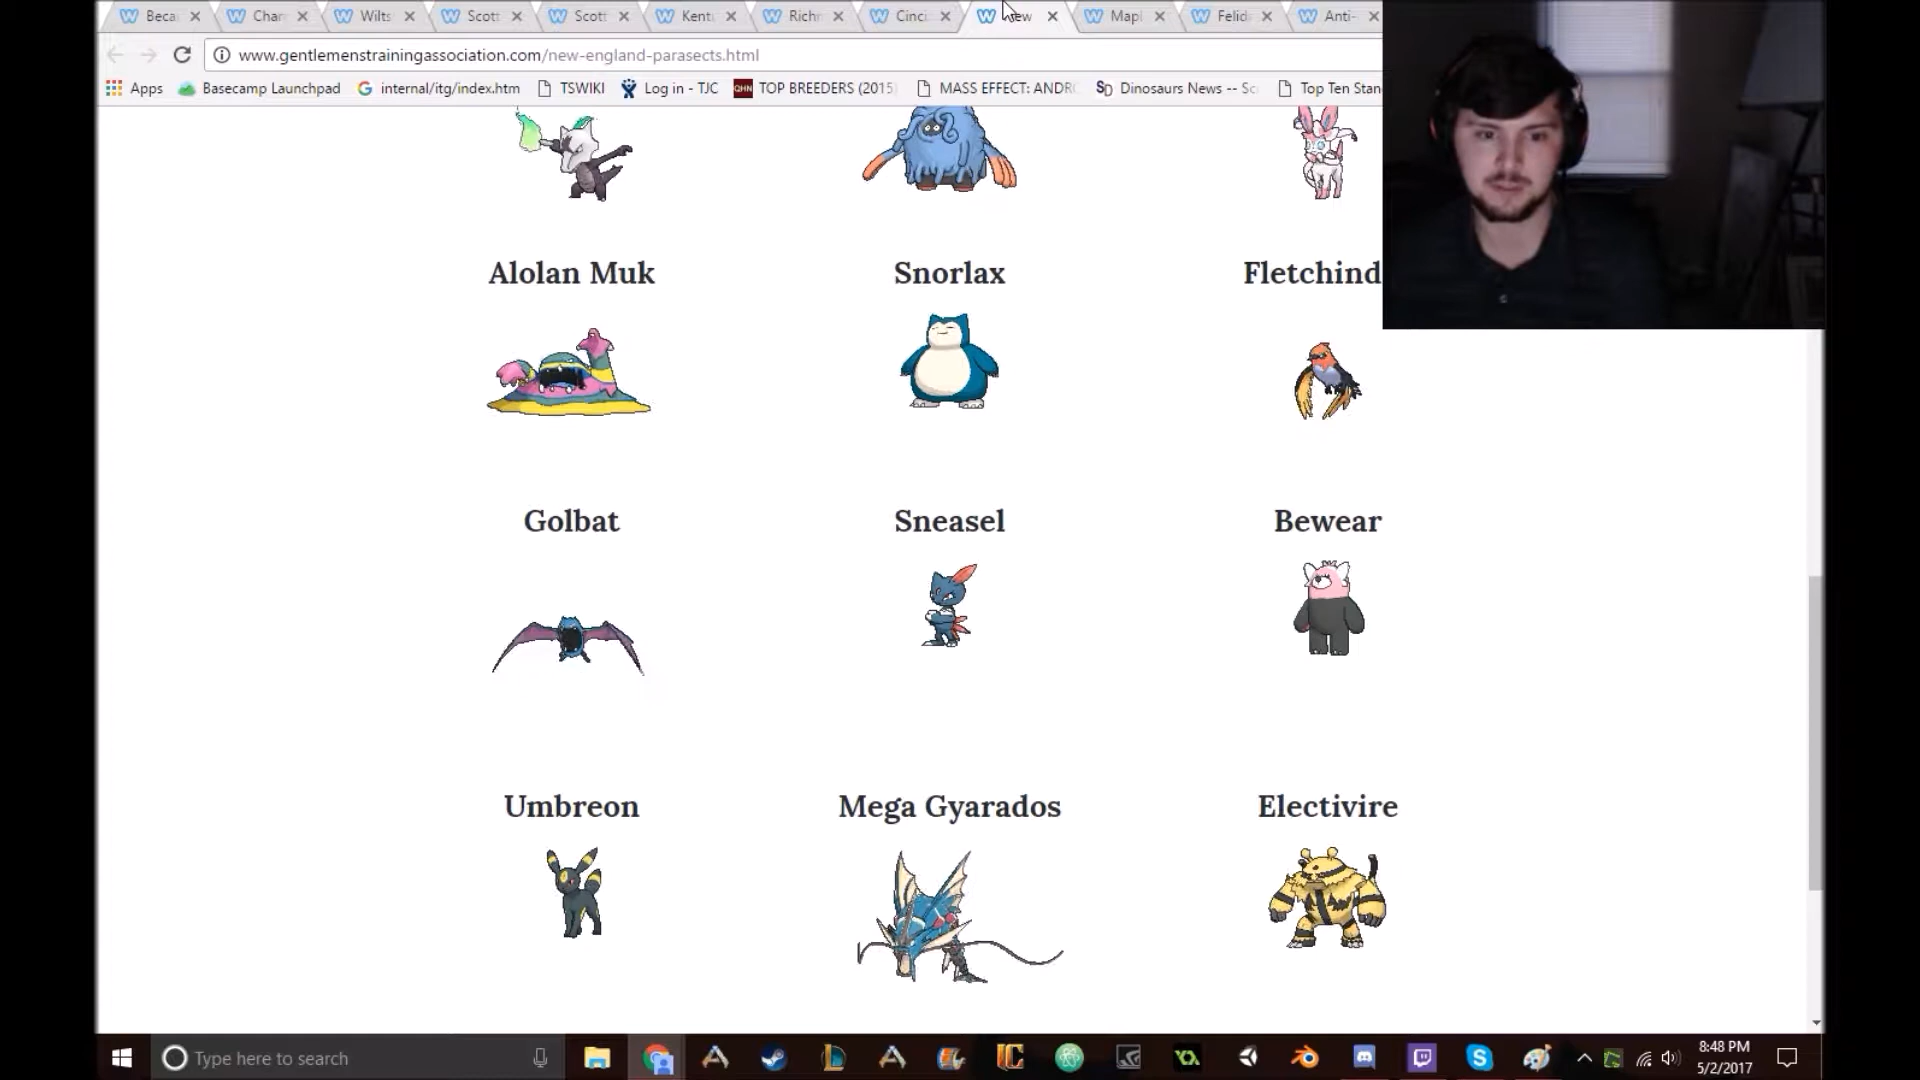 Beca
Char
Wilts
Scott
Scott
Kent
Richr
Cinci
New
Mapl
Felid
Anti-
www.gentlemenstrainingassociation.com/new-england-parasects.html
Apps
Basecamp Launchpad
internal/itg/index.htm
TSWIKI
Log in - TJC
QHN TOP BREEDERS (2015
MASS EFFECT: ANDR
SD Dinosaurs News -- Sc
Top Ten Stan
Alolan Muk
Snorlax
Fletchind
Golbat
Sneasel
Bewear
Umbreon
Mega Gyarados
Electivire
Type here to search
8:48 PM
5/2/2017